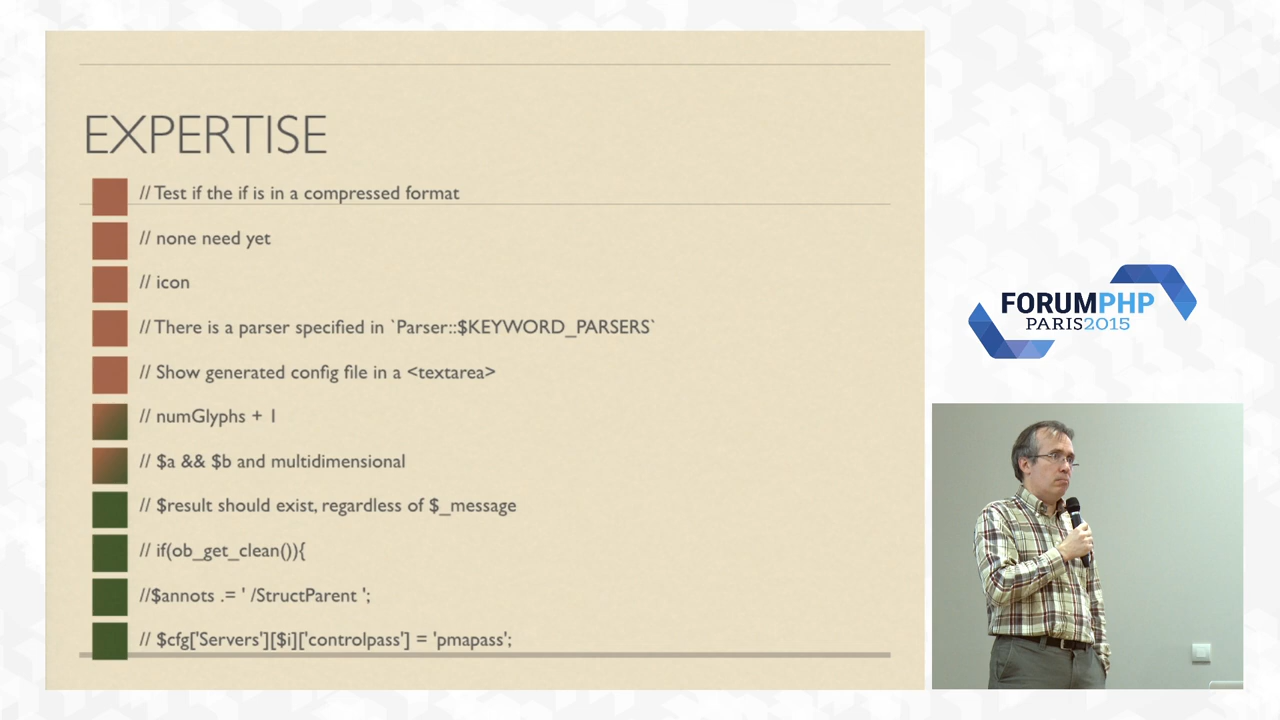 EXPERTISE
// Test if the if is in a compressed format
// none need yet
// icon
// There is a parser specified in `Parser::$KEYWORD_PARSERS`
// Show generated config file in a <textarea>
// numGlyphs + 1
// $a && $b and multidimensional
// $result should exist, regardless of $_message
// if(ob_get_clean()){
//$annots .= ' /StructParent ';
// $cfg['Servers'][$i]['controlpass'] = 'pmapass';
FORUMPHP
PARIS2015